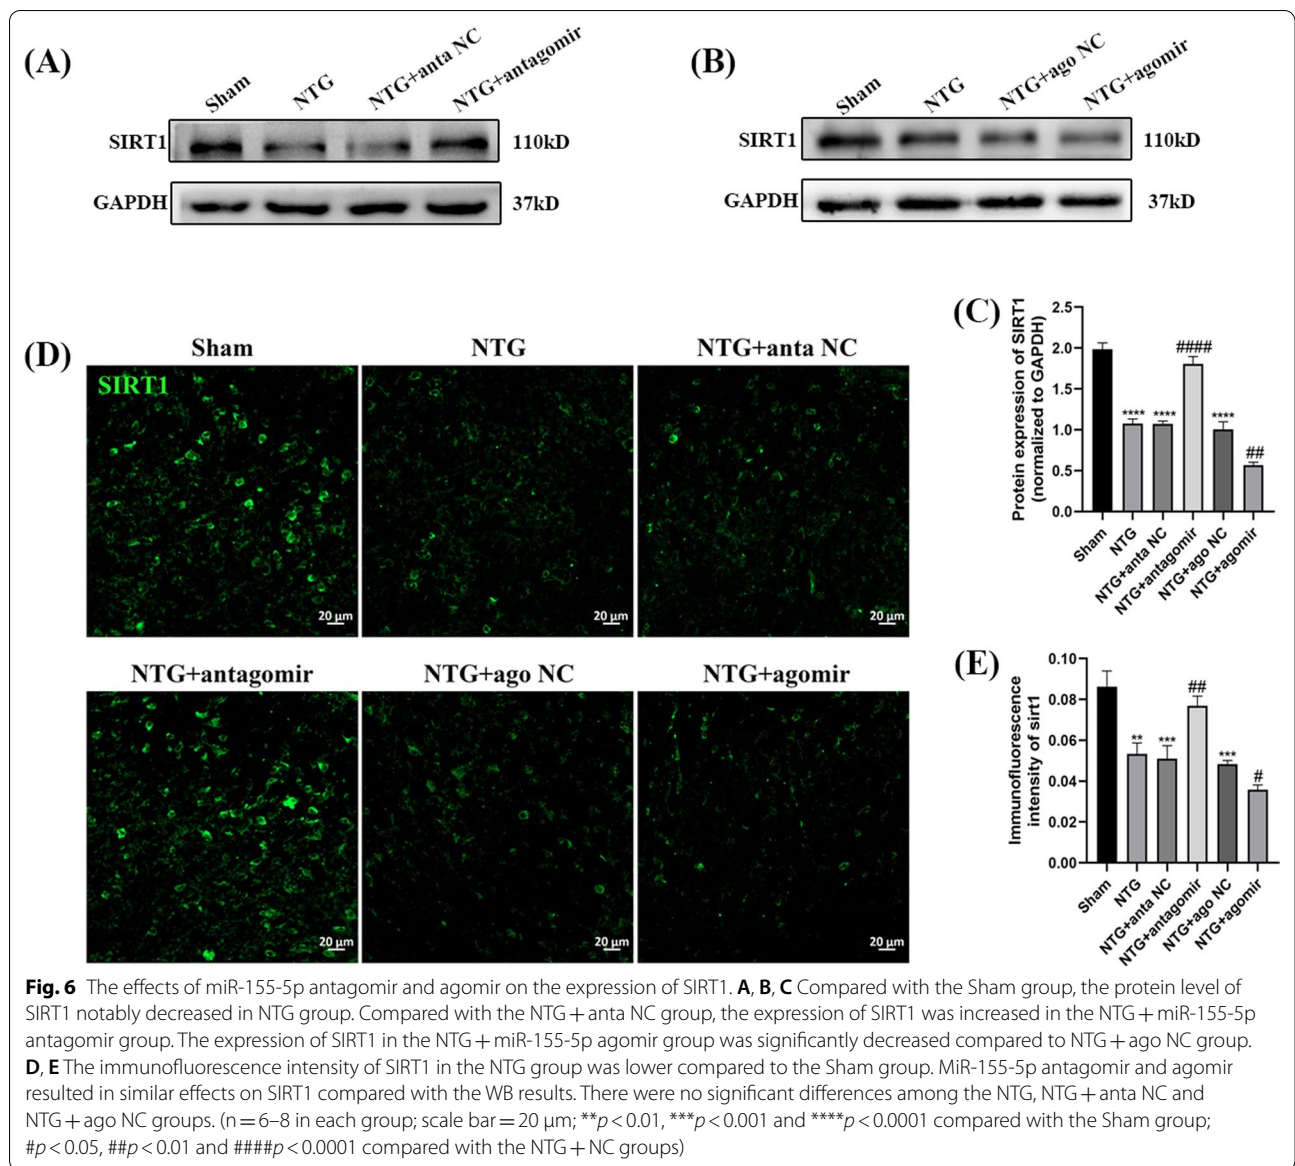 (A)
Sham
NTG
NTG+anta NC
NTG+antagomir
SIRT1
110kD
GAPDH
37kD
(B)
Sham
NTG
NTG+ago NC
NTG+agomir
SIRT1
110kD
GAPDH
37kD
(C)
Protein expression of SIRT1
(normalized to GAPDH)
2.5
2.0
1.5
1.0
0.5
0.0
****
****
####
****
##
Sham
NTG
NTG+anta NC
NTG+antagomir
NTG+ago NC
NTG+agomir
(D)
Sham
NTG
NTG+anta NC
SIRT1
20 µm
20 µm
20 µm
NTG+antagomir
NTG+ago NC
NTG+agomir
20 µm
20 µm
20 µm
(E)
Immunofluorescence
intensity of sirt1
0.10
0.08
0.06
0.04
0.02
0.00
**
***
##
***
#
Sham
NTG
NTG+anta NC
NTG+antagomir
NTG+ago NC
NTG+agomir
Fig. 6 The effects of miR-155-5p antagomir and agomir on the expression of SIRT1. A, B, C Compared with the Sham group, the protein level of
SIRT1 notably decreased in NTG group. Compared with the NTG + anta NC group, the expression of SIRT1 was increased in the NTG + miR-155-5p
antagomir group. The expression of SIRT1 in the NTG + miR-155-5p agomir group was significantly decreased compared to NTG + ago NC group.
D, E The immunofluorescence intensity of SIRT1 in the NTG group was lower compared to the Sham group. MiR-155-5p antagomir and agomir
resulted in similar effects on SIRT1 compared with the WB results. There were no significant differences among the NTG, NTG + anta NC and
NTG + ago NC groups. (n = 6–8 in each group; scale bar = 20 µm; **p < 0.01, ***p < 0.001 and ****p < 0.0001 compared with the Sham group;
#p < 0.05, ##p < 0.01 and ####p < 0.0001 compared with the NTG + NC groups)